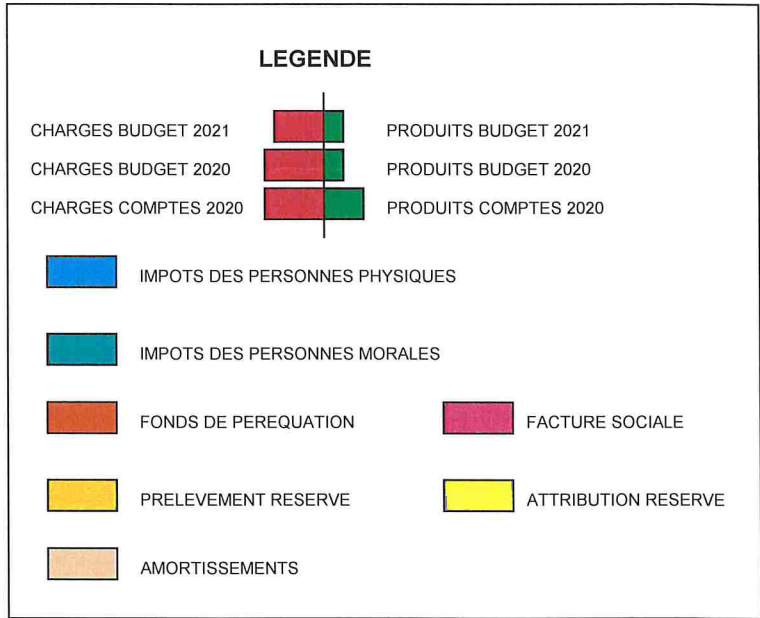 LEGENDE
CHARGES BUDGET 2021 PRODUITS BUDGET 2021
CHARGES BUDGET 2020 PRODUITS BUDGET 2020
CHARGES COMPTES 2020 PRODUITS COMPTES 2020
IMPOTS DES PERSONNES PHYSIQUES
IMPOTS DES PERSONNES MORALES
FONDS DE PEREQUATION FACTURE SOCIALE
PRELEVEMENT RESERVE ATTRIBUTION RESERVE
AMORTISSEMENTS